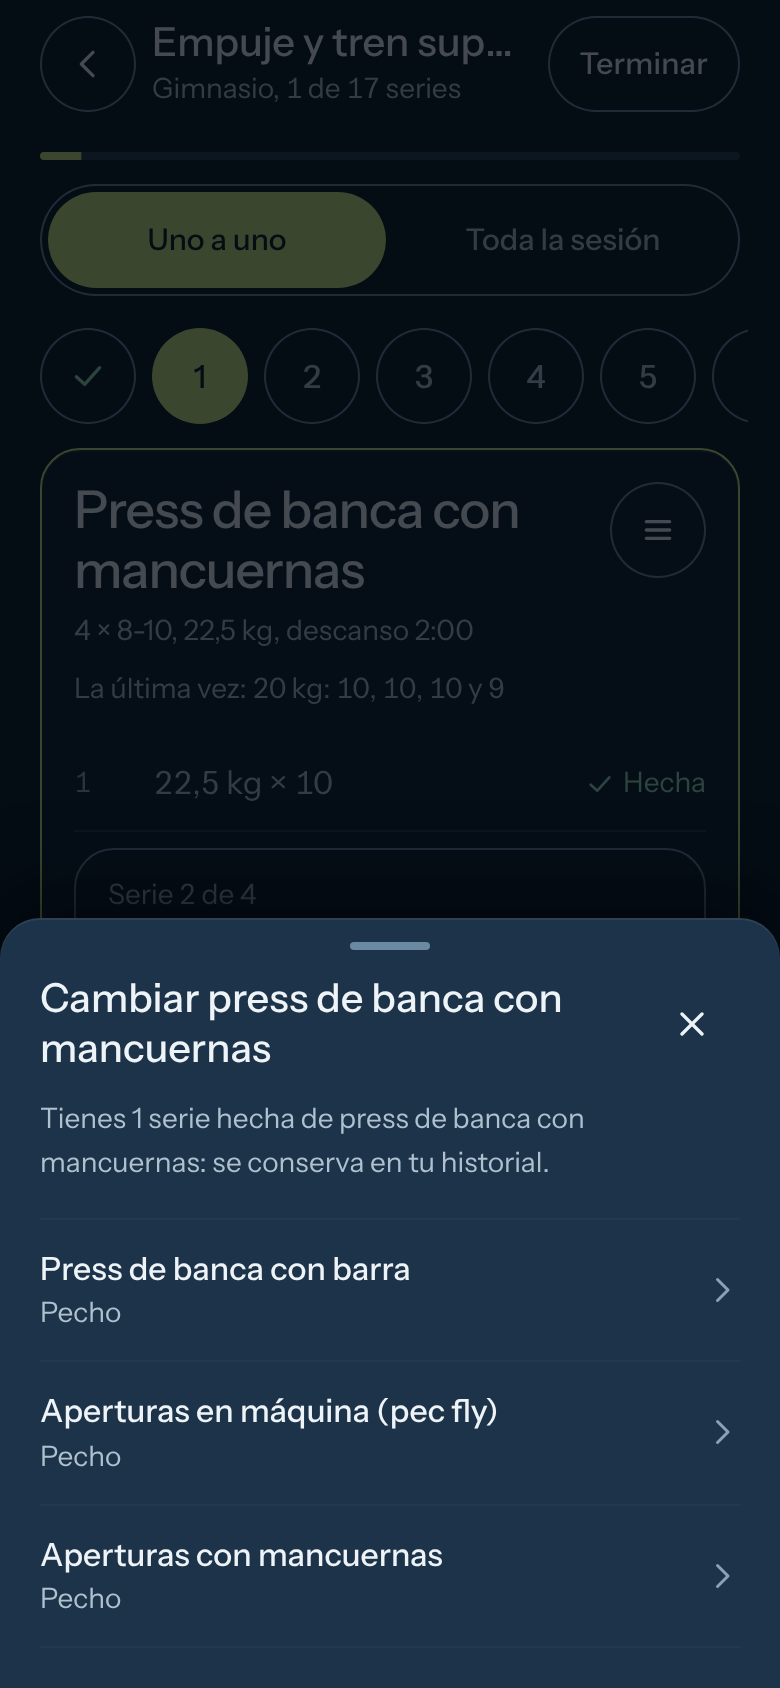 Empuje y tren sup...
Gimnasio, 1 de 17 series
Terminar
Uno a uno
Toda la sesión
1
2
3
4
5
Press de banca con
mancuernas
4 × 8-10, 22,5 kg, descanso 2:00
La última vez: 20 kg: 10, 10, 10 y 9
1
22,5 kg × 10
Hecha
Serie 2 de 4
Cambiar press de banca con
mancuernas
Tienes 1 serie hecha de press de banca con
mancuernas: se conserva en tu historial.
Press de banca con barra
Pecho
Aperturas en máquina (pec fly)
Pecho
Aperturas con mancuernas
Pecho